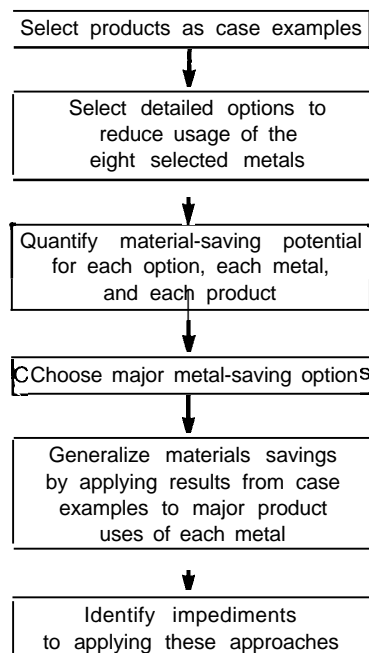 Select products as case examples
Select detailed options to
reduce usage of the
eight selected metals
Quantify material-saving potential
for each option, each metal,
and each product
CChoose major metal-saving options
Generalize materials savings
by applying results from case
examples to major product
uses of each metal
Identify impediments
to applying these approaches